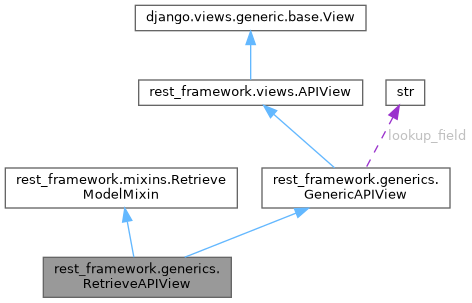 django.views.generic.base.View
rest_framework.views.APIView
str
lookup_field
rest_framework.mixins.Retrieve
ModelMixin
rest_framework.generics.
GenericAPIView
rest_framework.generics.
RetrieveAPIView